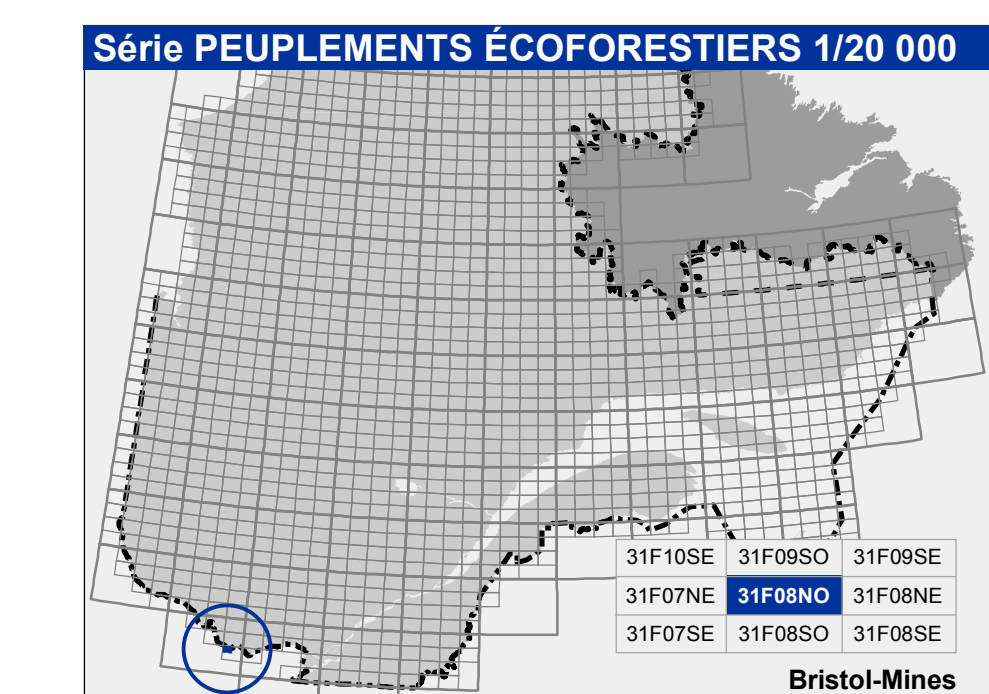 Série PEUPLEMENTS ÉCOFORESTIERS 1/20 000
31F10SE 31F09SO 31F09SE
31F07NE 31F08NO 31F08NE
31F07SE 31F08SO 31F08SE
Bristol-Mines